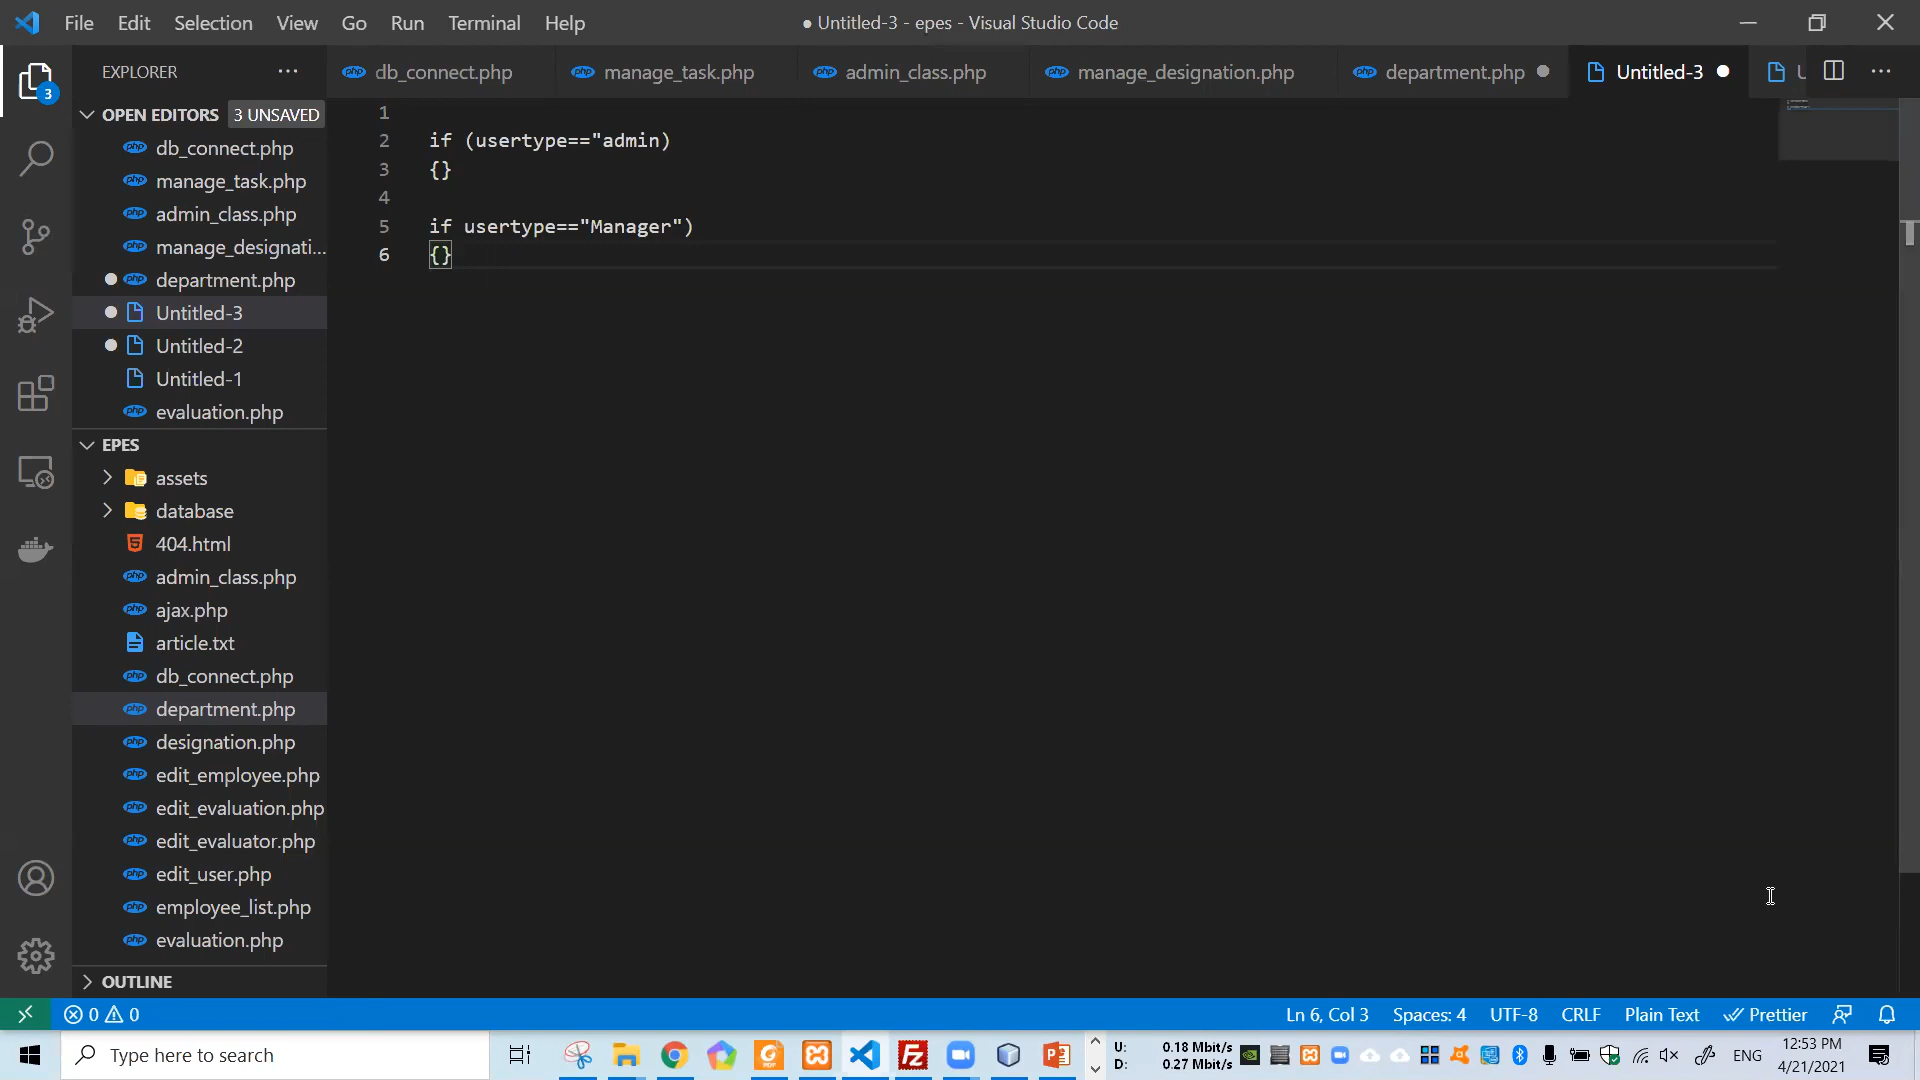 File Edit Selection View Go Run Terminal Help
● Untitled-3 - epes - Visual Studio Code
EXPLORER
db_connect.php
manage_task.php
admin_class.php
manage_designation.php
department.php
Untitled-3
U
OPEN EDITORS
3 UNSAVED
db_connect.php
manage_task.php
admin_class.php
manage_designati...
department.php
Untitled-3
Untitled-2
Untitled-1
evaluation.php
EPES
assets
database
404.html
admin_class.php
ajax.php
article.txt
db_connect.php
department.php
designation.php
edit_employee.php
edit_evaluation.php
edit_evaluator.php
edit_user.php
employee_list.php
evaluation.php
OUTLINE
3
1
2 if (usertype=="admin)
3 {}
4
5 if usertype=="Manager")
6 {}
0 0
Ln 6, Col 3 Spaces: 4 UTF-8 CRLF Plain Text Prettier
Type here to search
U: 0.18 Mbit/s
D: 0.27 Mbit/s
ENG
12:53 PM
4/21/2021